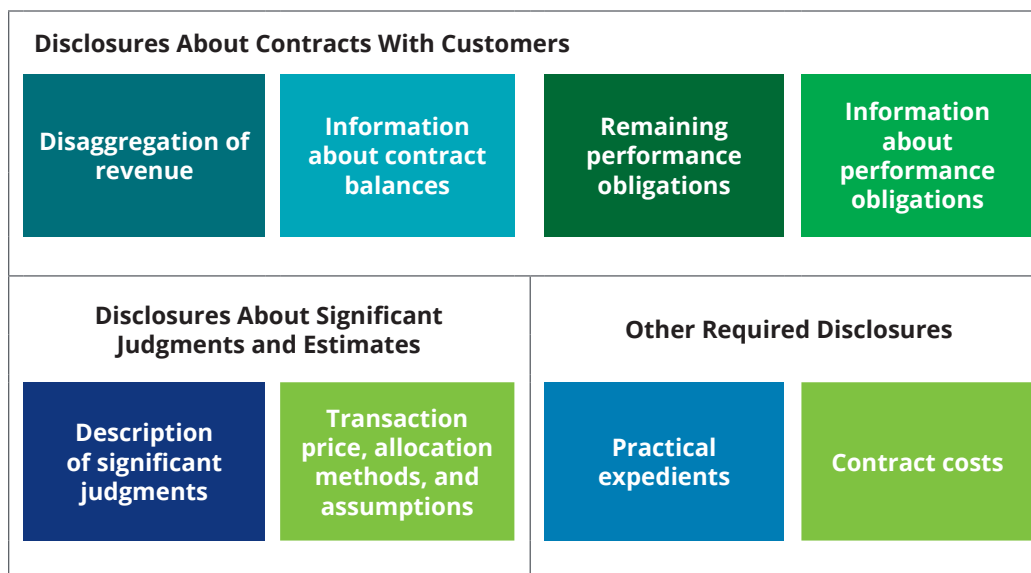 Disclosures About Contracts With Customers
Disaggregation of
revenue
Information
about contract
balances
Remaining
performance
obligations
Information
about
performance
obligations
Disclosures About Significant
Judgments and Estimates
Description
of significant
judgments
Transaction
price, allocation
methods, and
assumptions
Other Required Disclosures
Practical
expedients
Contract costs